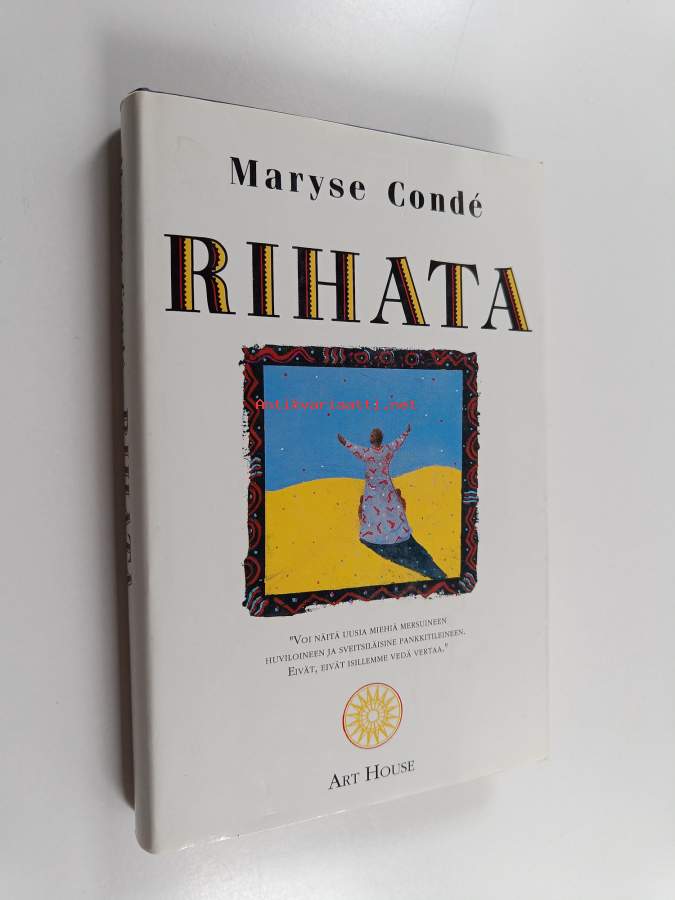 Maryse Condé
RIHATA
Antikvariaatti.net
"Voi näitä uusia miehiä mersuineen
huviloineen ja sveitsiläisine pankkitileineen.
Eivät, eivät isillemme vedä vertaa."
Art House